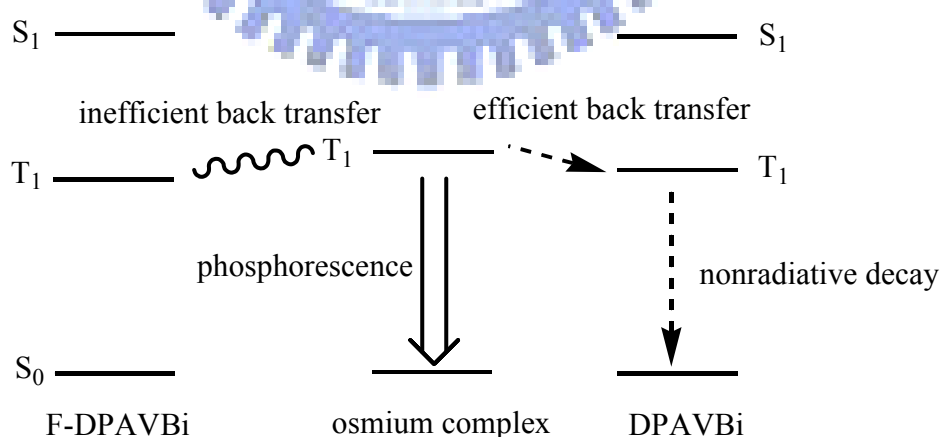 S1
S1
inefficient back transfer
efficient back transfer
T1
T1
T1
phosphorescence
nonradiative decay
S0
F-DPAVBi
osmium complex
DPAVBi